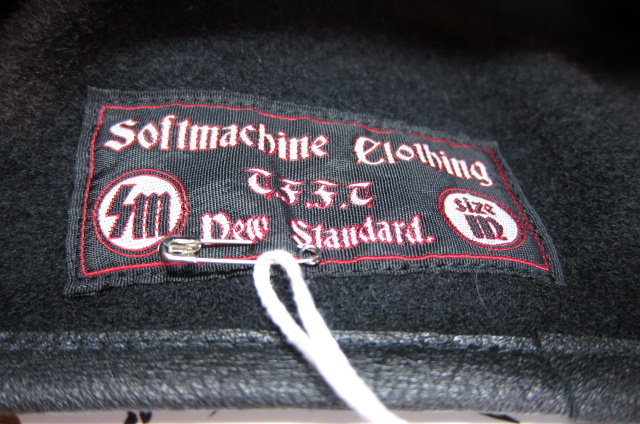 Softmachine Clothing
T.F.F.T
New Standard.
SM
size
M